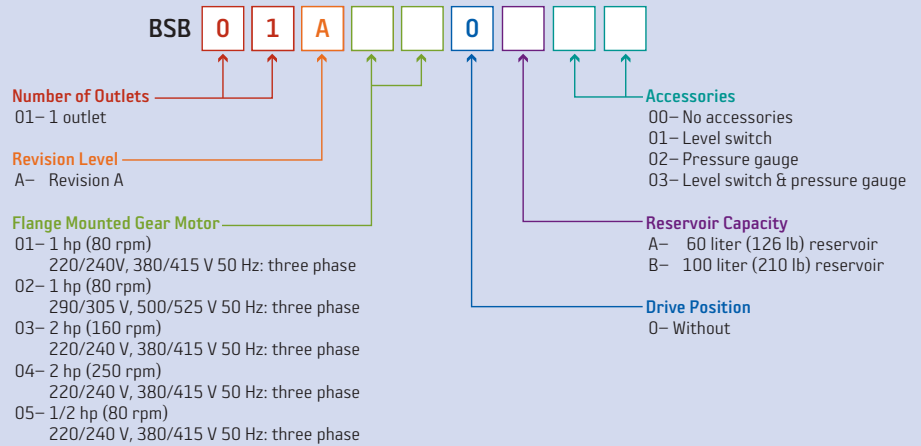 BSB 0 1 A 0
Number of Outlets
01– 1 outlet
Revision Level
A– Revision A
Flange Mounted Gear Motor
01– 1 hp (80 rpm)
220/240V, 380/415 V 50 Hz: three phase
02– 1 hp (80 rpm)
290/305 V, 500/525 V 50 Hz: three phase
03– 2 hp (160 rpm)
220/240 V, 380/415 V 50 Hz: three phase
04– 2 hp (250 rpm)
220/240 V, 380/415 V 50 Hz: three phase
05– 1/2 hp (80 rpm)
220/240 V, 380/415 V 50 Hz: three phase
Accessories
00– No accessories
01– Level switch
02– Pressure gauge
03– Level switch & pressure gauge
Reservoir Capacity
A– 60 liter (126 lb) reservoir
B– 100 liter (210 lb) reservoir
Drive Position
0– Without